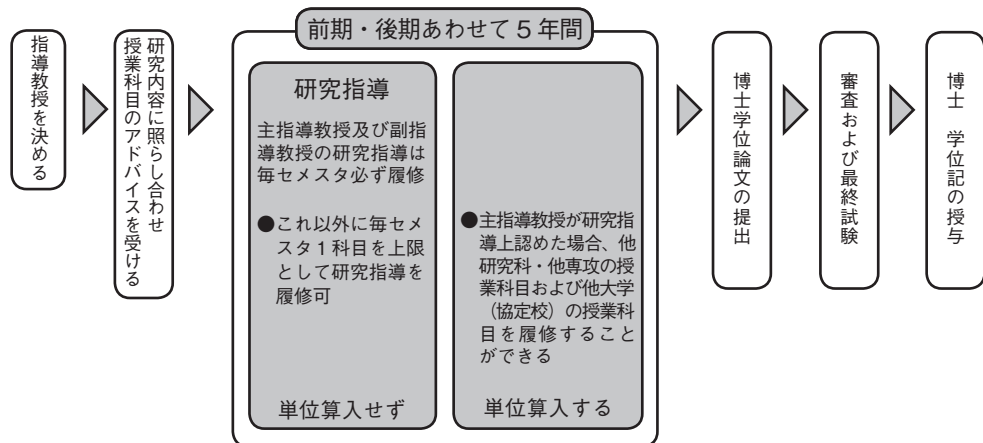 前期・後期あわせて5年間
指導教授を決める
研究内容に照らし合わせ
授業科目のアドバイスを受ける
研究指導
主指導教授及び副指
導教授の研究指導は
毎セメスタ必ず履修
●これ以外に毎セメ
スタ1科目を上限
として研究指導を
履修可
単位算入せず
●主指導教授が研究指
導上認めた場合、他
研究科・他専攻の授
業科目および他大学
（協定校）の授業科
目を履修すること
ができる
単位算入する
博士学位論文の提出
審査および最終試験
博士 学位記の授与